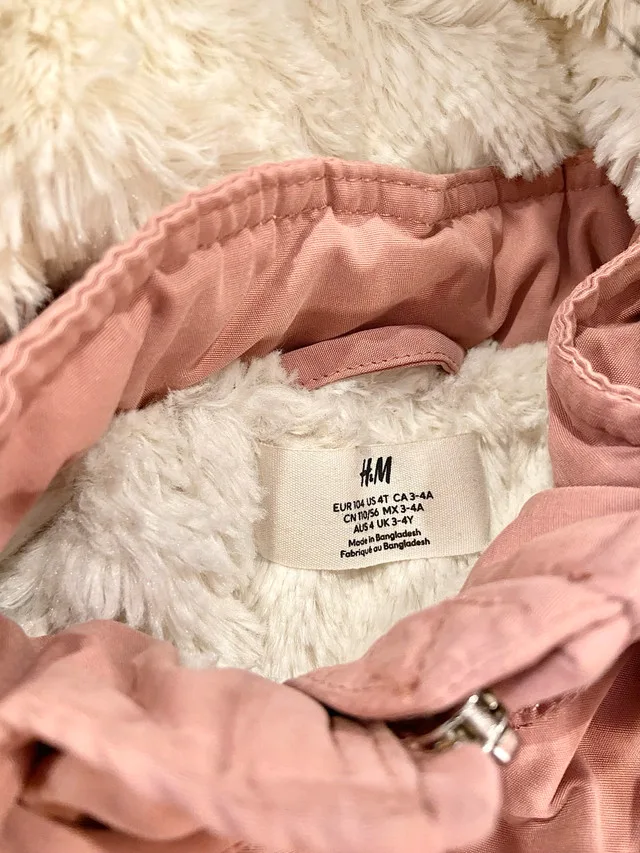 H&M
EUR 104 US 4T CA 3-4A
CN 110/56 MX 3-4A
AUS 4 UK 3-4Y
Made in Bangladesh
Fabriqué au Bangladesh